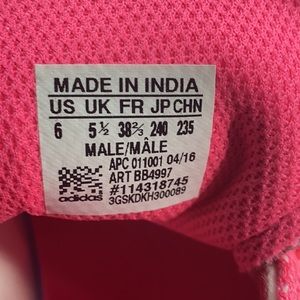 MADE IN INDIA
US UK FR JP CHN
6 5½ 38⅔ 240 235
MALE/MÂLE
APC 011001 04/16
ART BB4997
#114318745
3GSKDKH300089
adidas